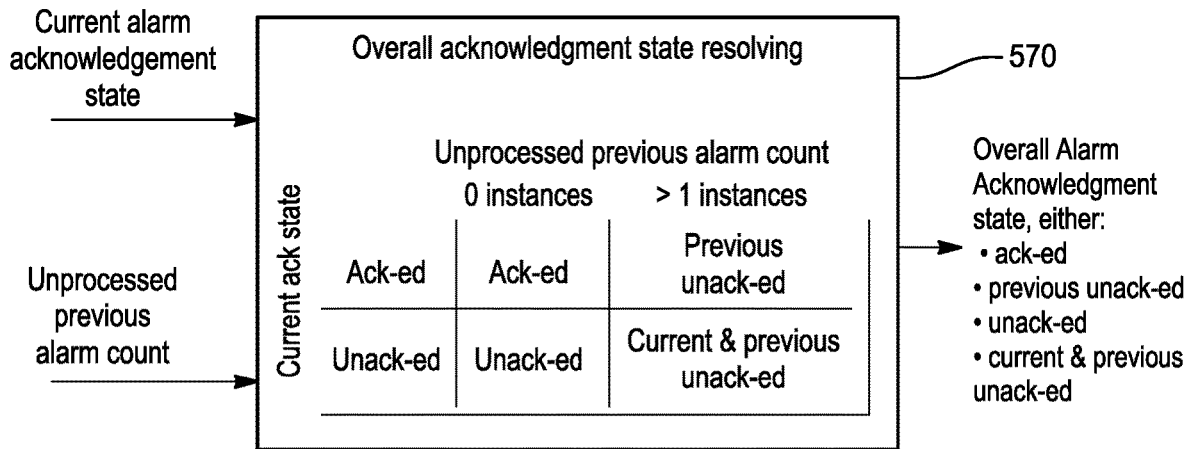 Current alarm
acknowledgement
state
Unprocessed
previous
alarm count
Overall acknowledgment state resolving
570
Unprocessed previous alarm count
0 instances > 1 instances
Current ack state
Ack-ed Ack-ed Previous
unack-ed
Unack-ed Unack-ed Current & previous
unack-ed
Overall Alarm
Acknowledgment
state, either:
• ack-ed
• previous unack-ed
• unack-ed
• current & previous
unack-ed